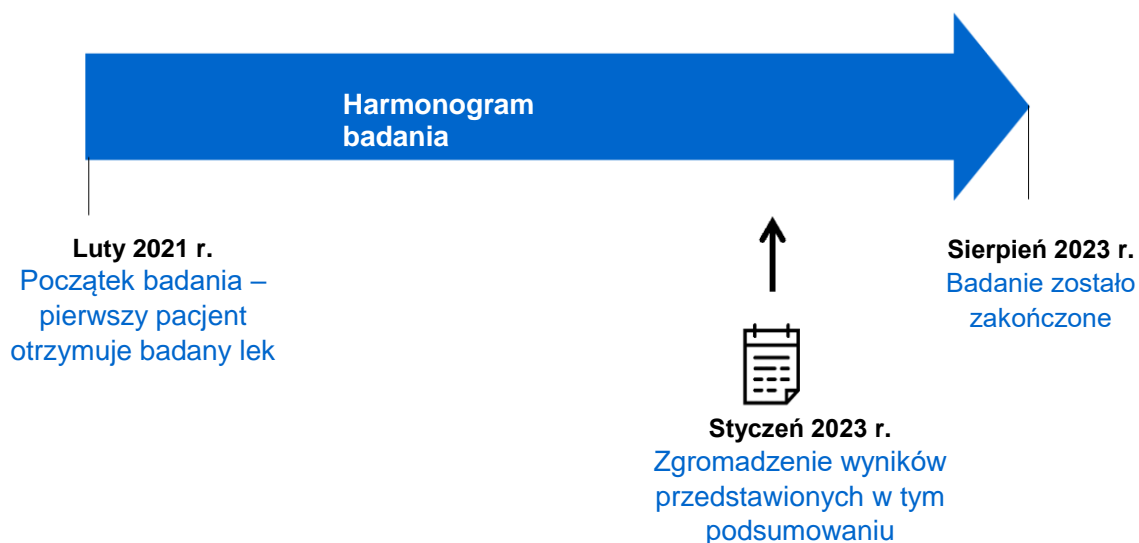 Harmonogram
badania
Luty 2021 r.
Początek badania –
pierwszy pacjent
otrzymuje badany lek
Styczeń 2023 r.
Zgromadzenie wyników
przedstawionych w tym
podsumowaniu
Sierpień 2023 r.
Badanie zostało
zakończone